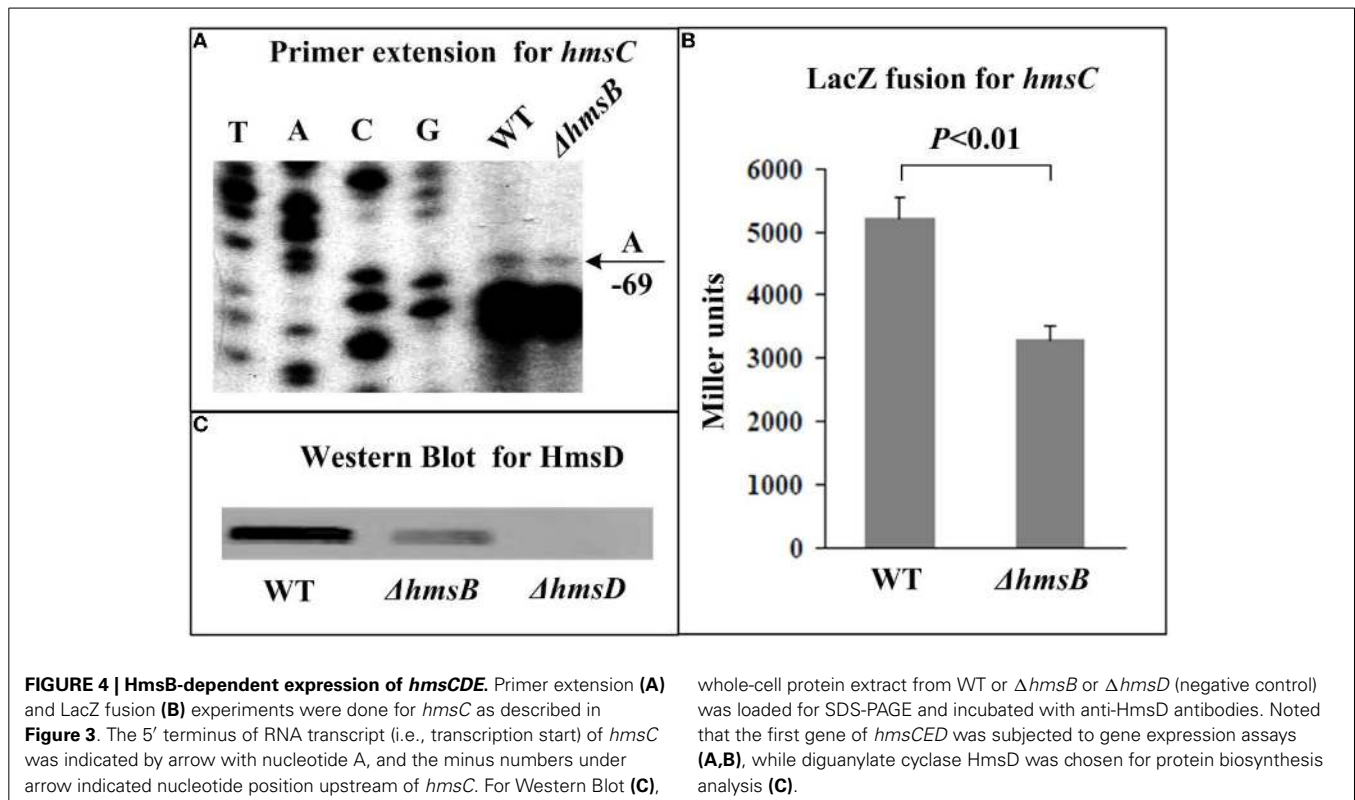 A
Primer extension for hmsC
T A C G WT ΔhmsB
A
-69
B
LacZ fusion for hmsC
P<0.01
Miller units
6000
5000
4000
3000
2000
1000
0
WT ΔhmsB
C
Western Blot for HmsD
WT ΔhmsB ΔhmsD
FIGURE 4 | HmsB-dependent expression of hmsCDE. Primer extension (A)
and LacZ fusion (B) experiments were done for hmsC as described in
Figure 3. The 5′ terminus of RNA transcript (i.e., transcription start) of hmsC
was indicated by arrow with nucleotide A, and the minus numbers under
arrow indicated nucleotide position upstream of hmsC. For Western Blot (C),
whole-cell protein extract from WT or ΔhmsB or ΔhmsD (negative control)
was loaded for SDS-PAGE and incubated with anti-HmsD antibodies. Noted
that the first gene of hmsCED was subjected to gene expression assays
(A,B), while diguanylate cyclase HmsD was chosen for protein biosynthesis
analysis (C).